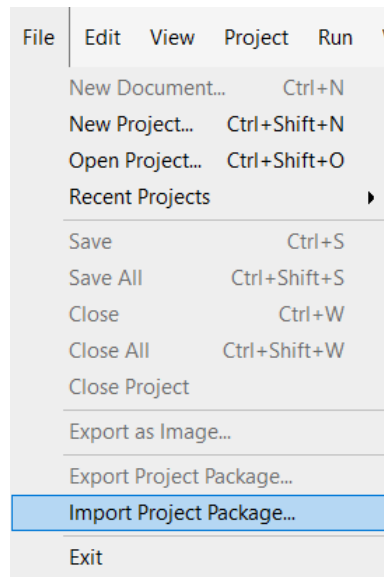 File Edit View Project Run
New Document... Ctrl+N
New Project... Ctrl+Shift+N
Open Project... Ctrl+Shift+O
Recent Projects
Save Ctrl+S
Save All Ctrl+Shift+S
Close Ctrl+W
Close All Ctrl+Shift+W
Close Project
Export as Image...
Export Project Package...
Import Project Package...
Exit